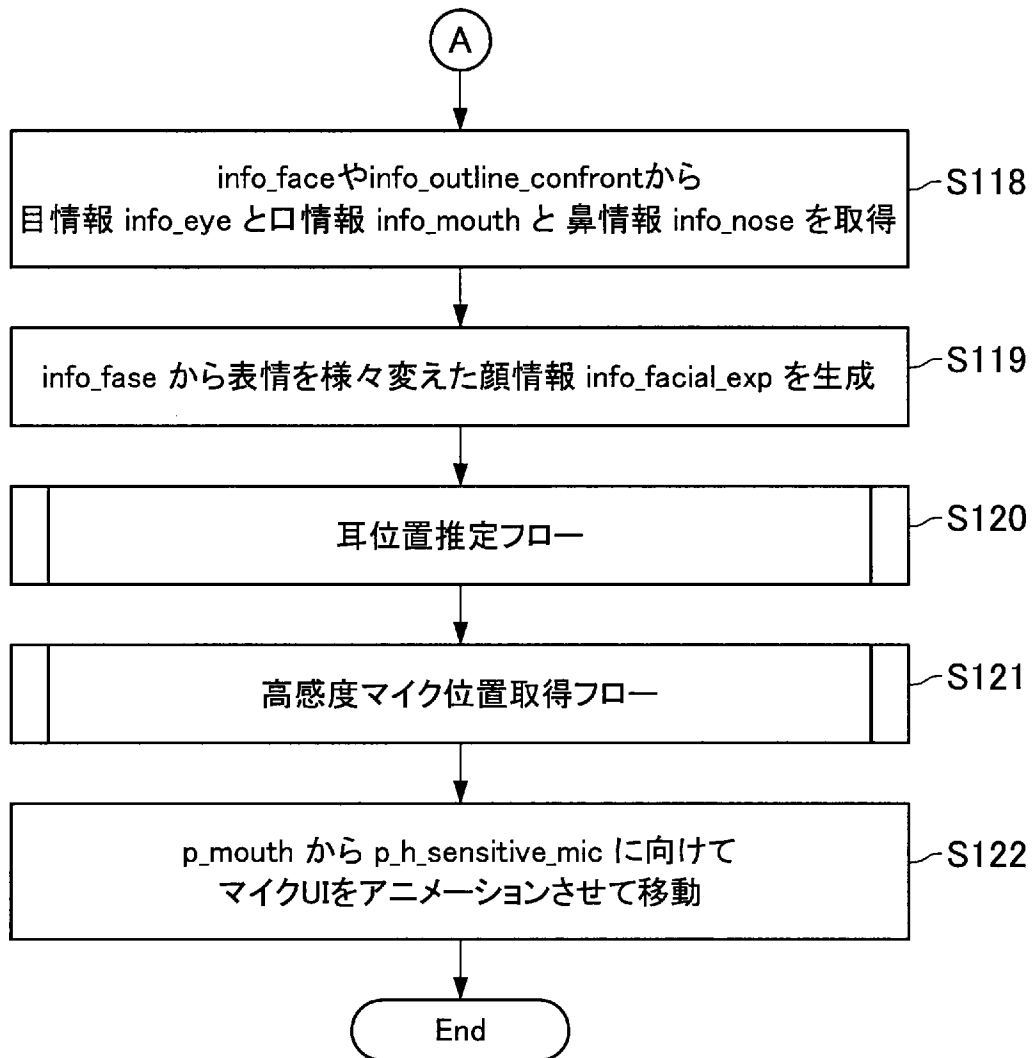 A
info_faceやinfo_outline_confrontから
S118
目情報 info_eye と口情報 info_mouth と 鼻情報 info_nose を取得
info_fase から表情を様々変えた顔情報 info_facial_exp を生成
S119
耳位置推定フロー
S120
高感度マイク位置取得フロー
S121
p_mouth から p_h_sensitive_mic に向けて
S122
マイクUIをアニメーションさせて移動
End